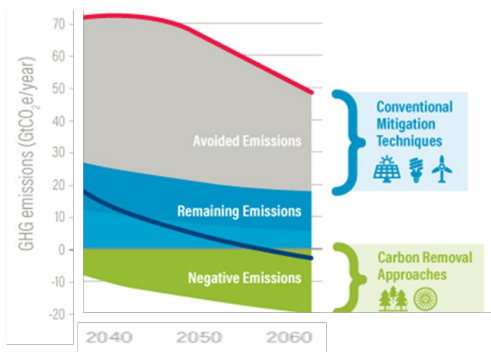 GHG emissions (GtCO₂e/year)
70
60
50
40
30
20
10
0
-10
-20
Avoided Emissions
Remaining Emissions
Negative Emissions
Conventional
Mitigation
Techniques
Carbon Removal
Approaches
2040 2050 2060